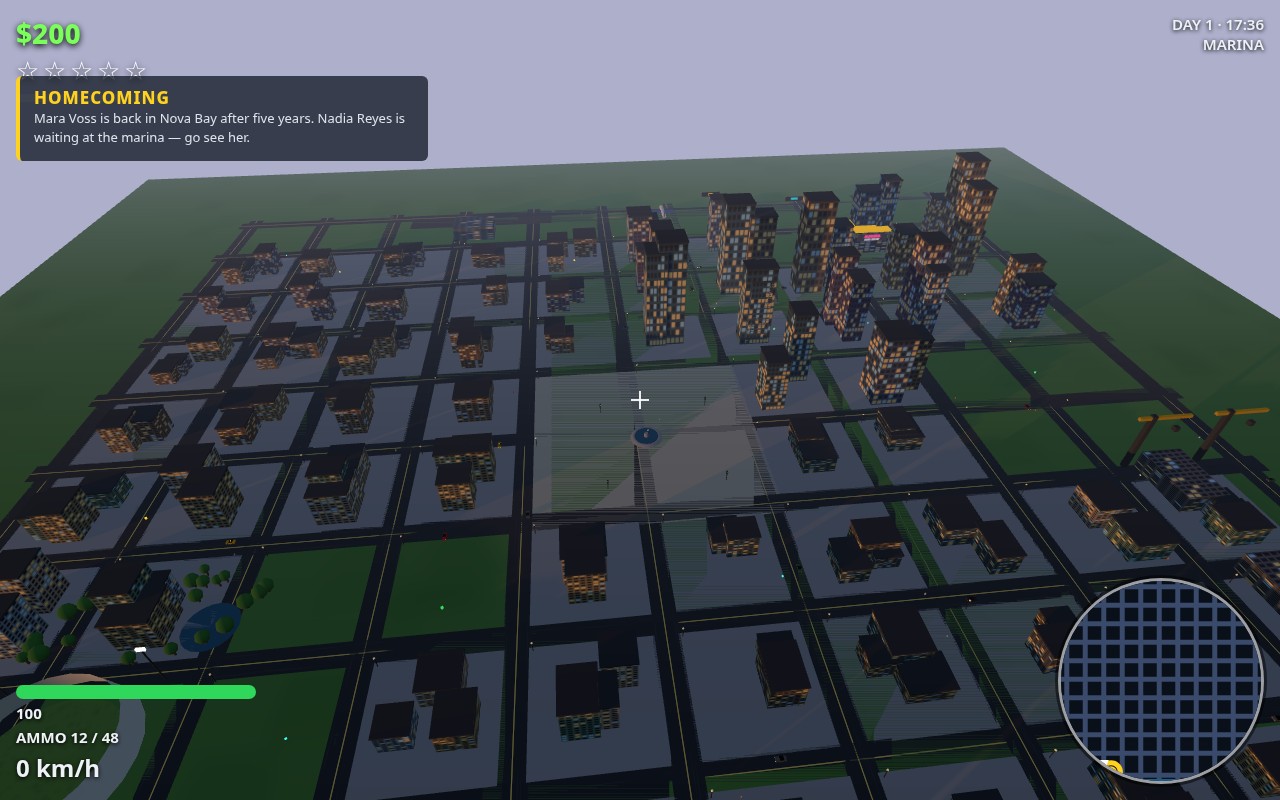 $200
DAY 1 · 17:36
MARINA
HOMECOMING
Mara Voss is back in Nova Bay after five years. Nadia Reyes is
waiting at the marina — go see her.
100
AMMO 12 / 48
0 km/h